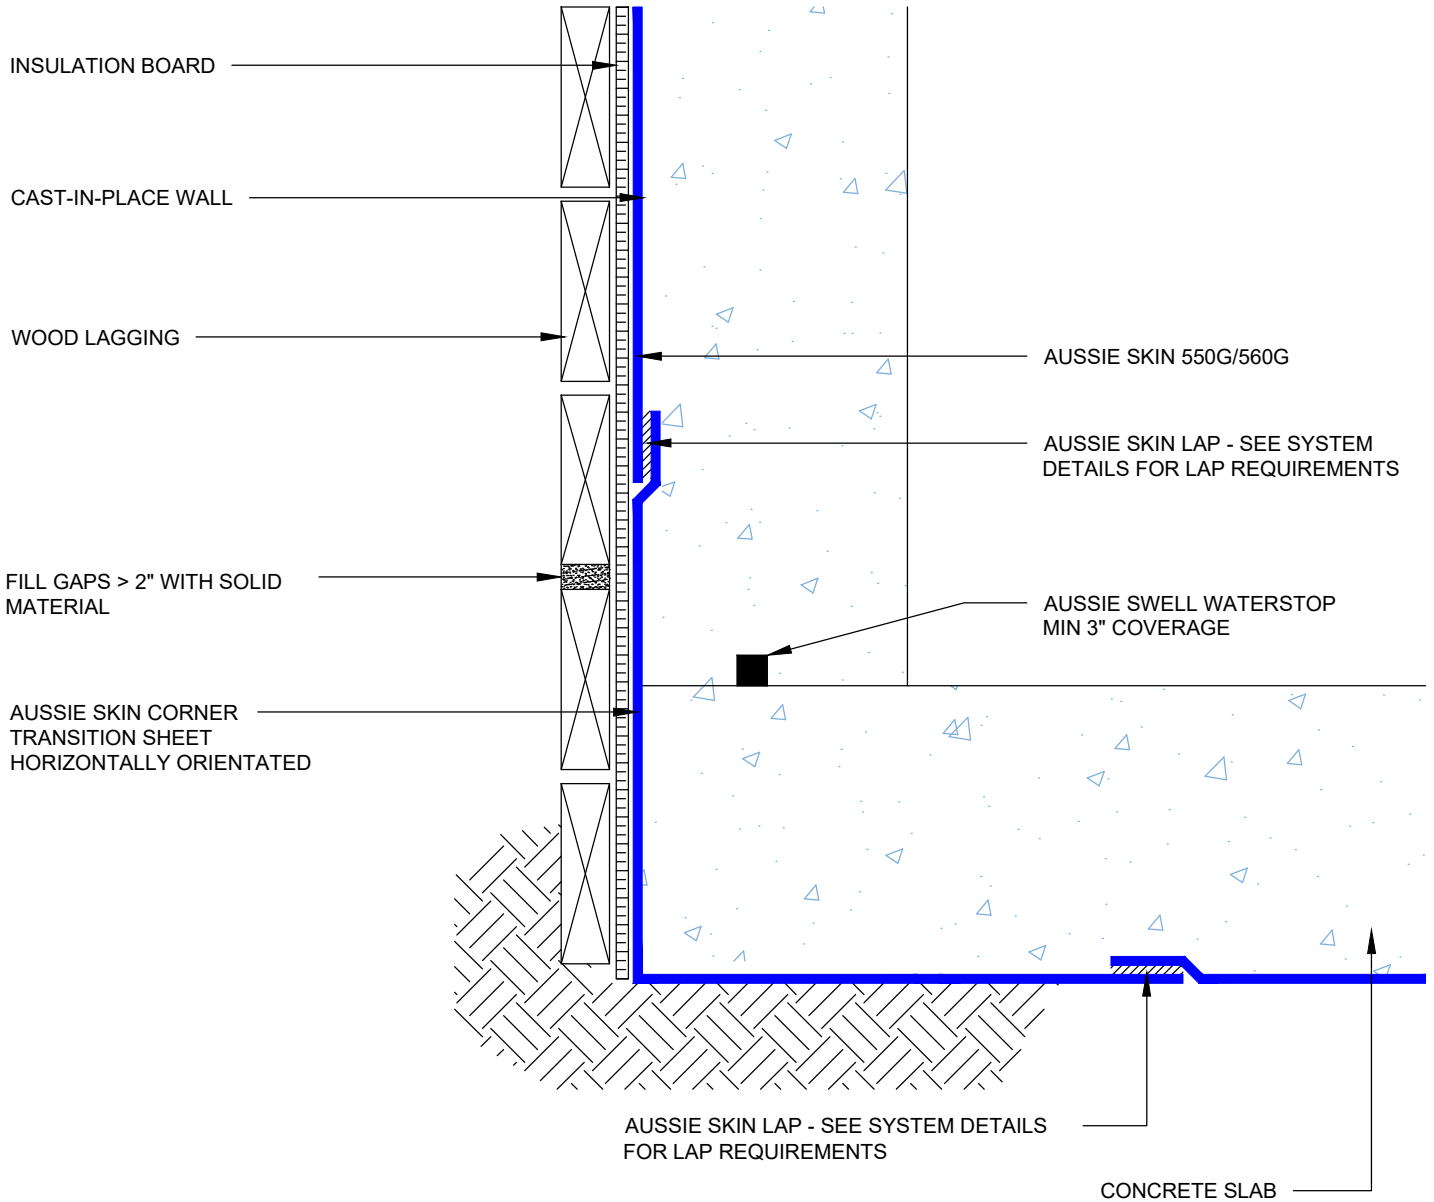 INSULATION BOARD
CAST-IN-PLACE WALL
WOOD LAGGING
FILL GAPS > 2" WITH SOLID
MATERIAL
AUSSIE SKIN CORNER
TRANSITION SHEET
HORIZONTALLY ORIENTATED
AUSSIE SKIN 550G/560G
AUSSIE SKIN LAP - SEE SYSTEM
DETAILS FOR LAP REQUIREMENTS
AUSSIE SWELL WATERSTOP
MIN 3" COVERAGE
AUSSIE SKIN LAP - SEE SYSTEM DETAILS
FOR LAP REQUIREMENTS
CONCRETE SLAB